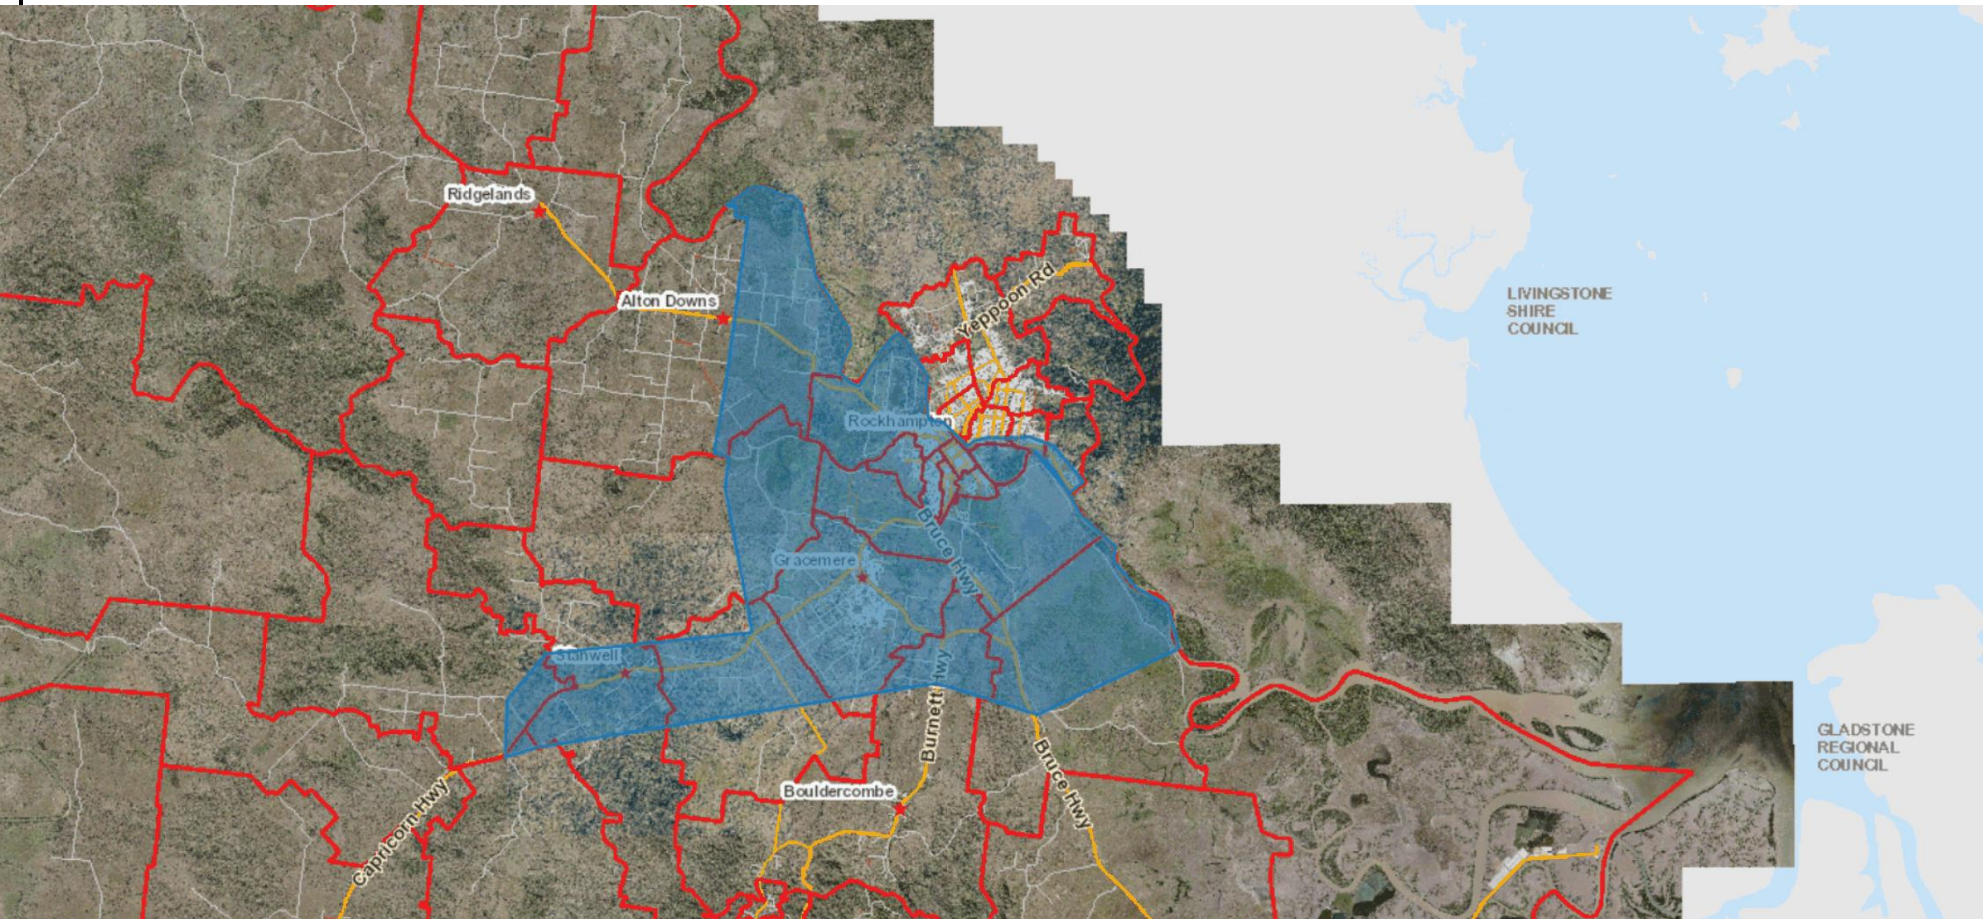 Ridgelands
Alton Downs
Yeppoon Rd
LIVINGSTONE
SHIRE
COUNCIL
Rockhampton
Bruce Hwy
Gracemere
Stanwell
Burnett Hwy
GLADSTONE
REGIONAL
COUNCIL
Bouldercombe
Bruce Hwy
Capricorn Hwy